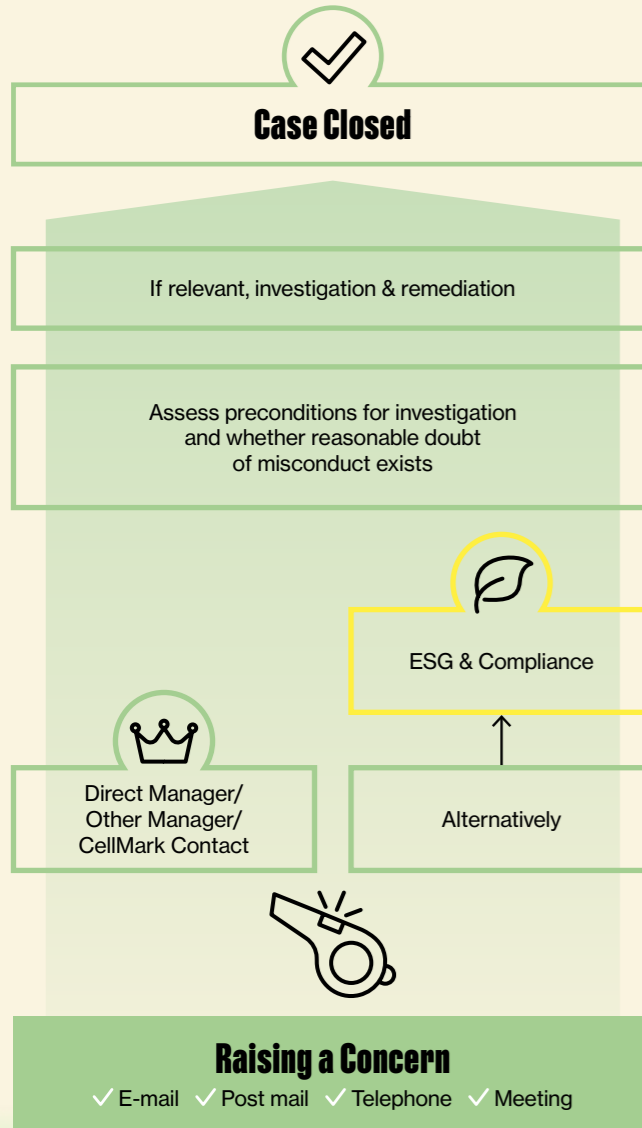 Case Closed
If relevant, investigation & remediation
Assess preconditions for investigation
and whether reasonable doubt
of misconduct exists
ESG & Compliance
Direct Manager/
Other Manager/
CellMark Contact
Alternatively
Raising a Concern
E-mail Post mail Telephone Meeting